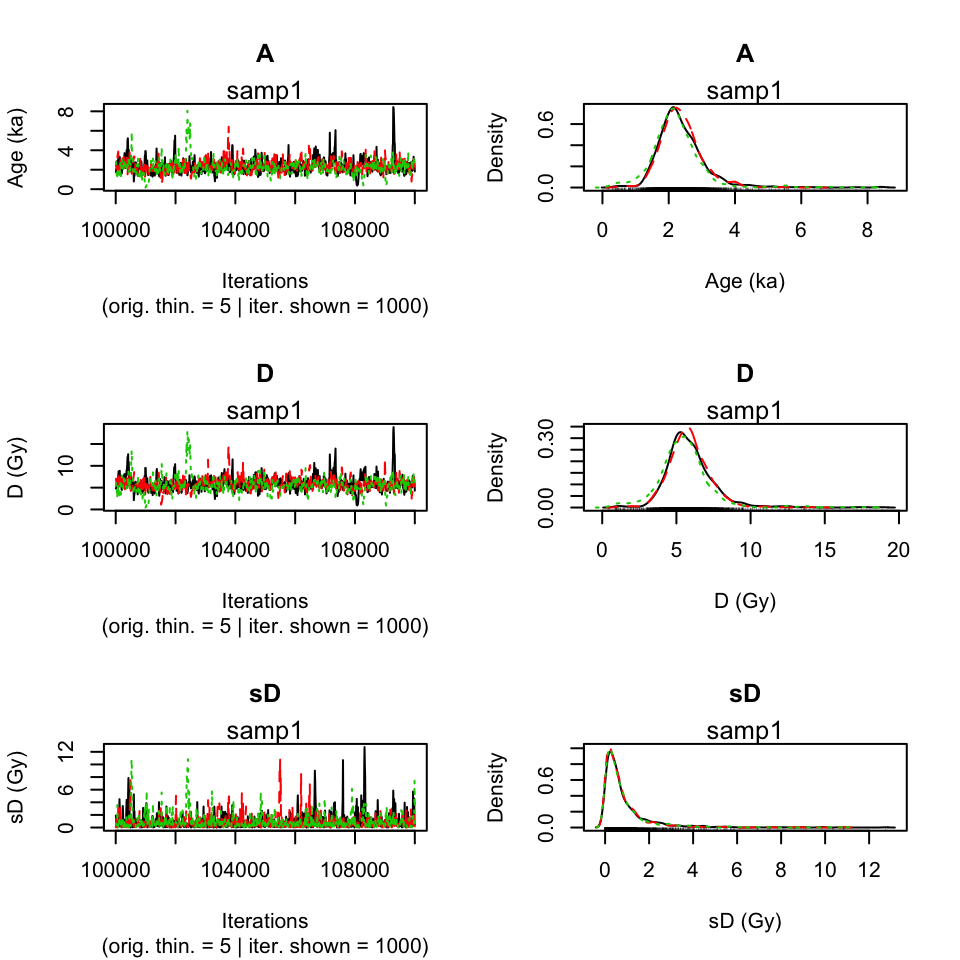 A
samp1
Age (ka)
0 4 8
100000 104000 108000
Iterations
(orig. thin. = 5 | iter. shown = 1000)
A
samp1
Density
0.0 0.6
0 2 4 6 8
Age (ka)
D
samp1
D (Gy)
0 10
100000 104000 108000
Iterations
(orig. thin. = 5 | iter. shown = 1000)
D
samp1
Density
0.00 0.30
0 5 10 15 20
D (Gy)
sD
samp1
sD (Gy)
0 6 12
100000 104000 108000
Iterations
(orig. thin. = 5 | iter. shown = 1000)
sD
samp1
Density
0.0 0.6
0 2 4 6 8 10 12
sD (Gy)